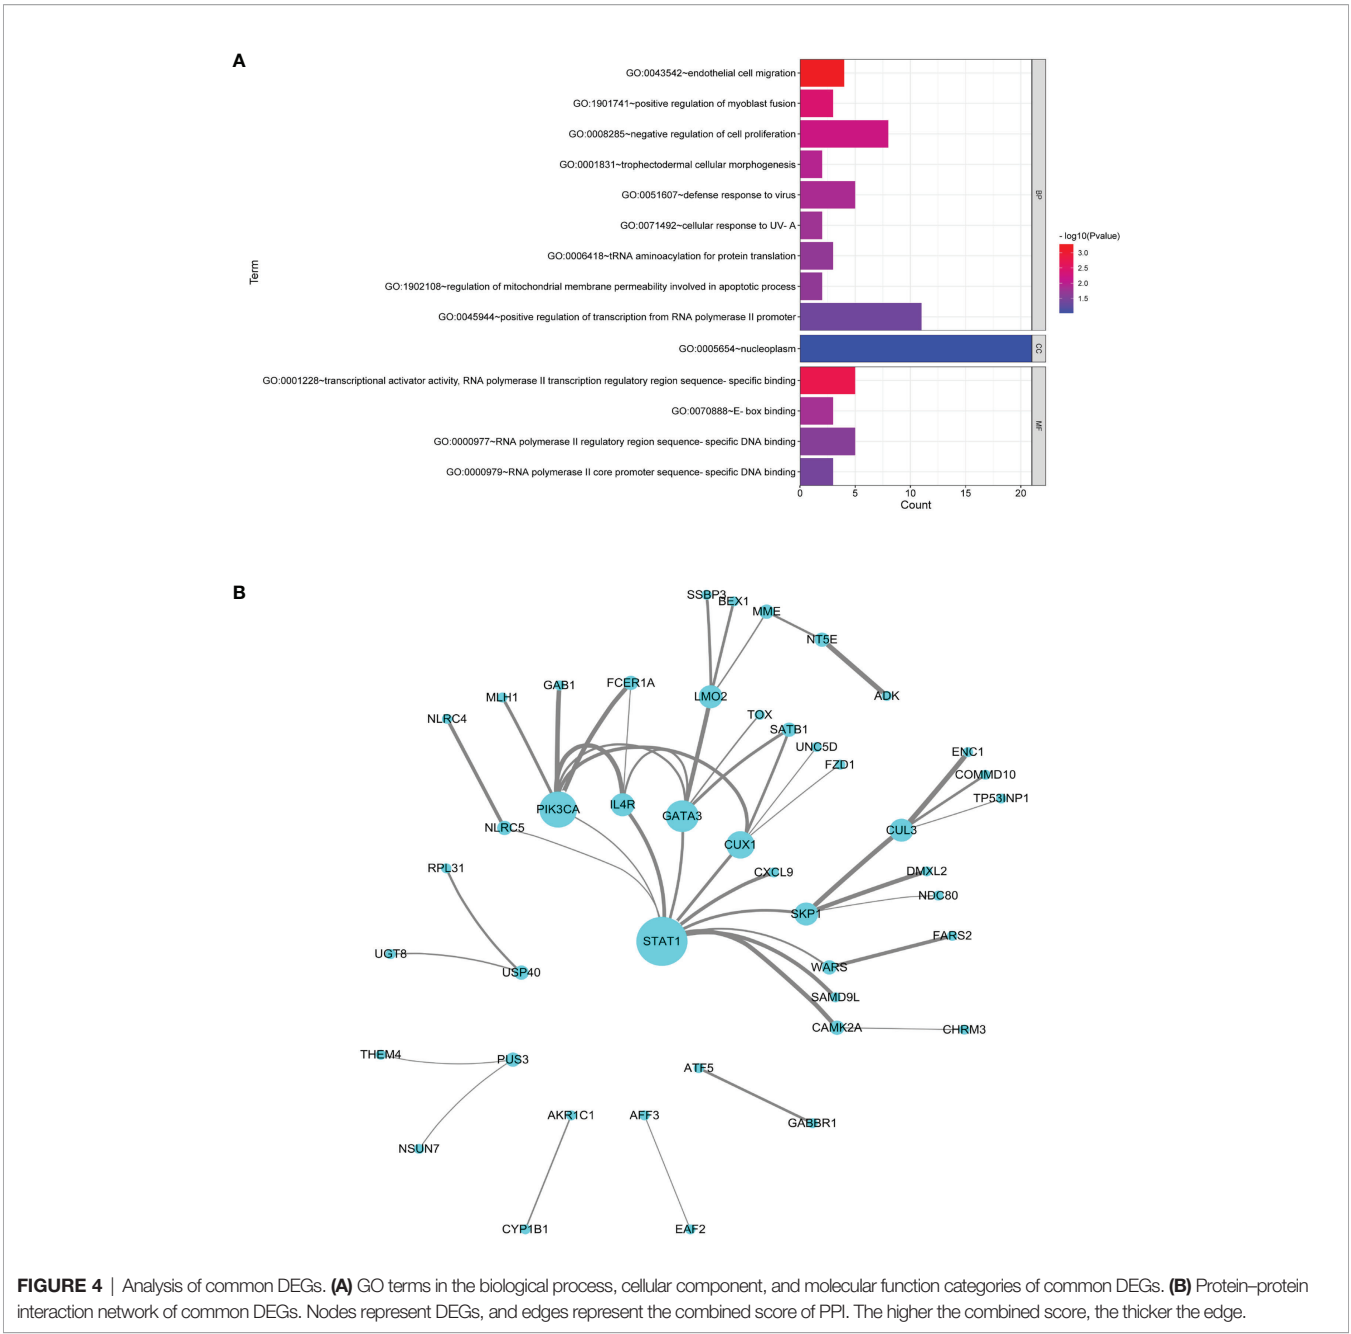 A
GO:0043542~endothelial cell migration
GO:1901741~positive regulation of myoblast fusion
GO:0008285~negative regulation of cell proliferation
GO:0001831~trophectodermal cellular morphogenesis
GO:0051607~defense response to virus
GO:0071492~cellular response to UV- A
GO:0006418~tRNA aminoacylation for protein translation
GO:1902108~regulation of mitochondrial membrane permeability involved in apoptotic process
GO:0045944~positive regulation of transcription from RNA polymerase II promoter
GO:0005654~nucleoplasm
GO:0001228~transcriptional activator activity, RNA polymerase II transcription regulatory region sequence- specific binding
GO:0070888~E- box binding
GO:0000977~RNA polymerase II regulatory region sequence- specific DNA binding
GO:0000979~RNA polymerase II core promoter sequence- specific DNA binding
Term
BP
CC
MF
0 5 10 15 20
Count
- log10(Pvalue)
3.0
2.5
2.0
1.5
B
SSBP3
BEX1
MME
NT5E
ADK
LMO2
FCER1A
GAB1
MLH1
NLRC4
TOX
SATB1
UNC5D
FZD1
ENC1
COMMD10
TP53INP1
PIK3CA
IL4R
GATA3
CUX1
CUL3
NLRC5
RPL31
CXCL9
DMXL2
NDC80
SKP1
STAT1
FARS2
UGT8
USP40
WARS
SAMD9L
CAMK2A
CHRM3
THEM4
PUS3
ATF5
AKR1C1
AFF3
GABBR1
NSUN7
CYP1B1
EAF2
FIGURE 4 | Analysis of common DEGs. (A) GO terms in the biological process, cellular component, and molecular function categories of common DEGs. (B) Protein–protein
interaction network of common DEGs. Nodes represent DEGs, and edges represent the combined score of PPI. The higher the combined score, the thicker the edge.